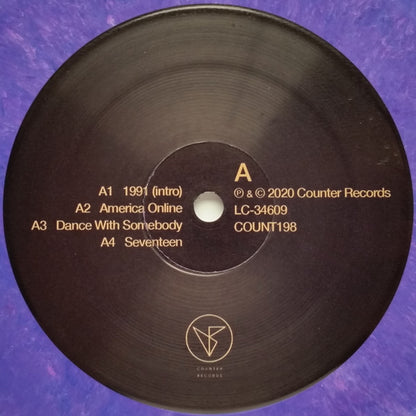 A1 1991 (intro)
A2 America Online
A3 Dance With Somebody
A4 Seventeen
A
℗ & © 2020 Counter Records
LC-34609
COUNT198
COUNTER
RECORDS